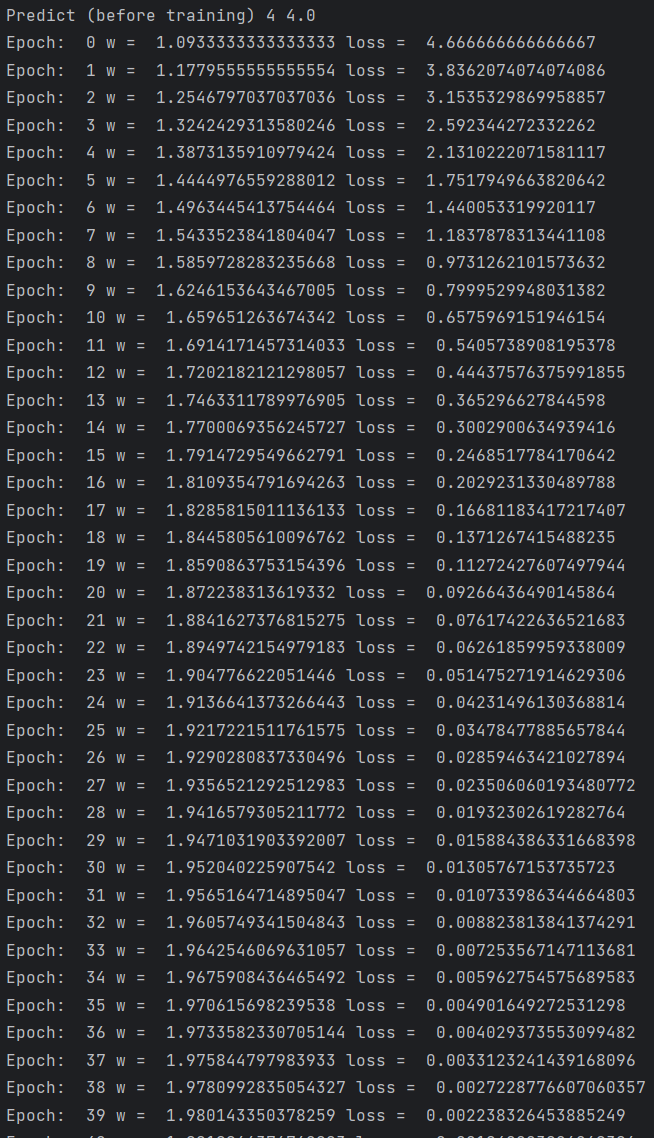 Predict (before training) 4 4.0
Epoch:  0 w =  1.0933333333333333 loss =  4.666666666666667
Epoch:  1 w =  1.1779555555555554 loss =  3.8362074074074086
Epoch:  2 w =  1.2546797037037036 loss =  3.1535329869958857
Epoch:  3 w =  1.3242429313580246 loss =  2.592344272332262
Epoch:  4 w =  1.3873135910979424 loss =  2.1310222071581117
Epoch:  5 w =  1.4444976559288012 loss =  1.7517949663820642
Epoch:  6 w =  1.4963445413754464 loss =  1.440053319920117
Epoch:  7 w =  1.5433523841804047 loss =  1.1837878313441108
Epoch:  8 w =  1.5859728283235668 loss =  0.9731262101573632
Epoch:  9 w =  1.6246153643467005 loss =  0.7999529948031382
Epoch:  10 w =  1.659651263674342 loss =  0.6575969151946154
Epoch:  11 w =  1.6914171457314033 loss =  0.5405738908195378
Epoch:  12 w =  1.7202182121298057 loss =  0.44437576375991855
Epoch:  13 w =  1.7463311789976905 loss =  0.365296627844598
Epoch:  14 w =  1.7700069356245727 loss =  0.3002900634939416
Epoch:  15 w =  1.7914729549662791 loss =  0.2468517784170642
Epoch:  16 w =  1.8109354791694263 loss =  0.2029231330489788
Epoch:  17 w =  1.8285815011136133 loss =  0.16681183417217407
Epoch:  18 w =  1.8445805610096762 loss =  0.1371267415488235
Epoch:  19 w =  1.8590863753154396 loss =  0.11272427607497944
Epoch:  20 w =  1.872238313619332 loss =  0.09266436490145864
Epoch:  21 w =  1.8841627376815275 loss =  0.07617422636521683
Epoch:  22 w =  1.8949742154979183 loss =  0.06261859959338009
Epoch:  23 w =  1.904776622051446 loss =  0.051475271914629306
Epoch:  24 w =  1.9136641373266443 loss =  0.04231496130368814
Epoch:  25 w =  1.9217221511761575 loss =  0.03478477885657844
Epoch:  26 w =  1.9290280837330496 loss =  0.02859463421027894
Epoch:  27 w =  1.9356521292512983 loss =  0.023506060193480772
Epoch:  28 w =  1.9416579305211772 loss =  0.01932302619282764
Epoch:  29 w =  1.9471031903392007 loss =  0.015884386331668398
Epoch:  30 w =  1.952040225907542 loss =  0.01305767153735723
Epoch:  31 w =  1.9565164714895047 loss =  0.010733986344664803
Epoch:  32 w =  1.9605749341504843 loss =  0.008823813841374291
Epoch:  33 w =  1.9642546069631057 loss =  0.007253567147113681
Epoch:  34 w =  1.9675908436465492 loss =  0.005962754575689583
Epoch:  35 w =  1.970615698239538 loss =  0.004901649272531298
Epoch:  36 w =  1.9733582330705144 loss =  0.004029373553099482
Epoch:  37 w =  1.975844797983933 loss =  0.0033123241439168096
Epoch:  38 w =  1.9780992835054327 loss =  0.0027228776607060357
Epoch:  39 w =  1.980143350378259 loss =  0.002238326453885249